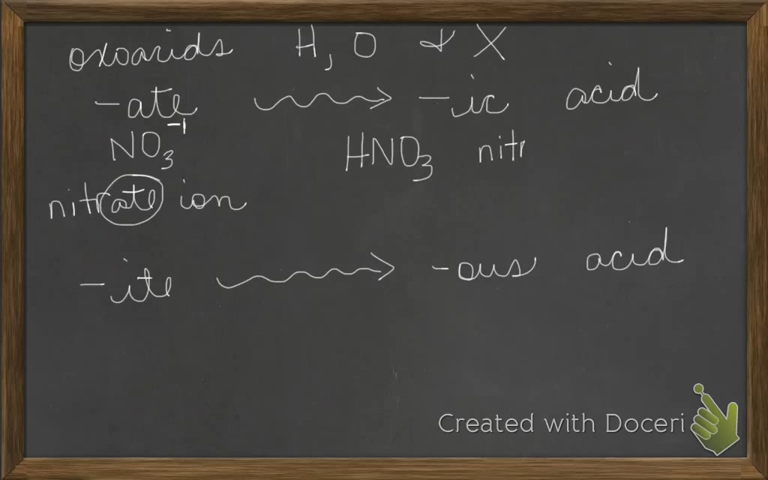 oxoacids H, O & X
-ate → -ic acid
NO₃⁻¹ HNO₃ nitr
nitrate ion
-ite → -ous acid
Created with Doceri